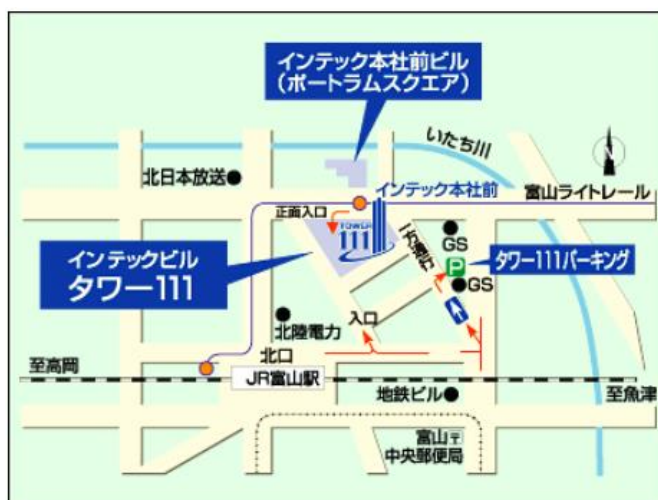 インテック本社前ビル
(ポートラムスクエア)
いたち川
北日本放送
インテック本社前
富山ライトレール
正面入口
TOWER
111
インテックビル
タワー111
一方通行
GS
P
タワー111パーキング
GS
北陸電力
入口
北口
至高岡
JR富山駅
地鉄ビル
至魚津
富山〒
中央郵便局